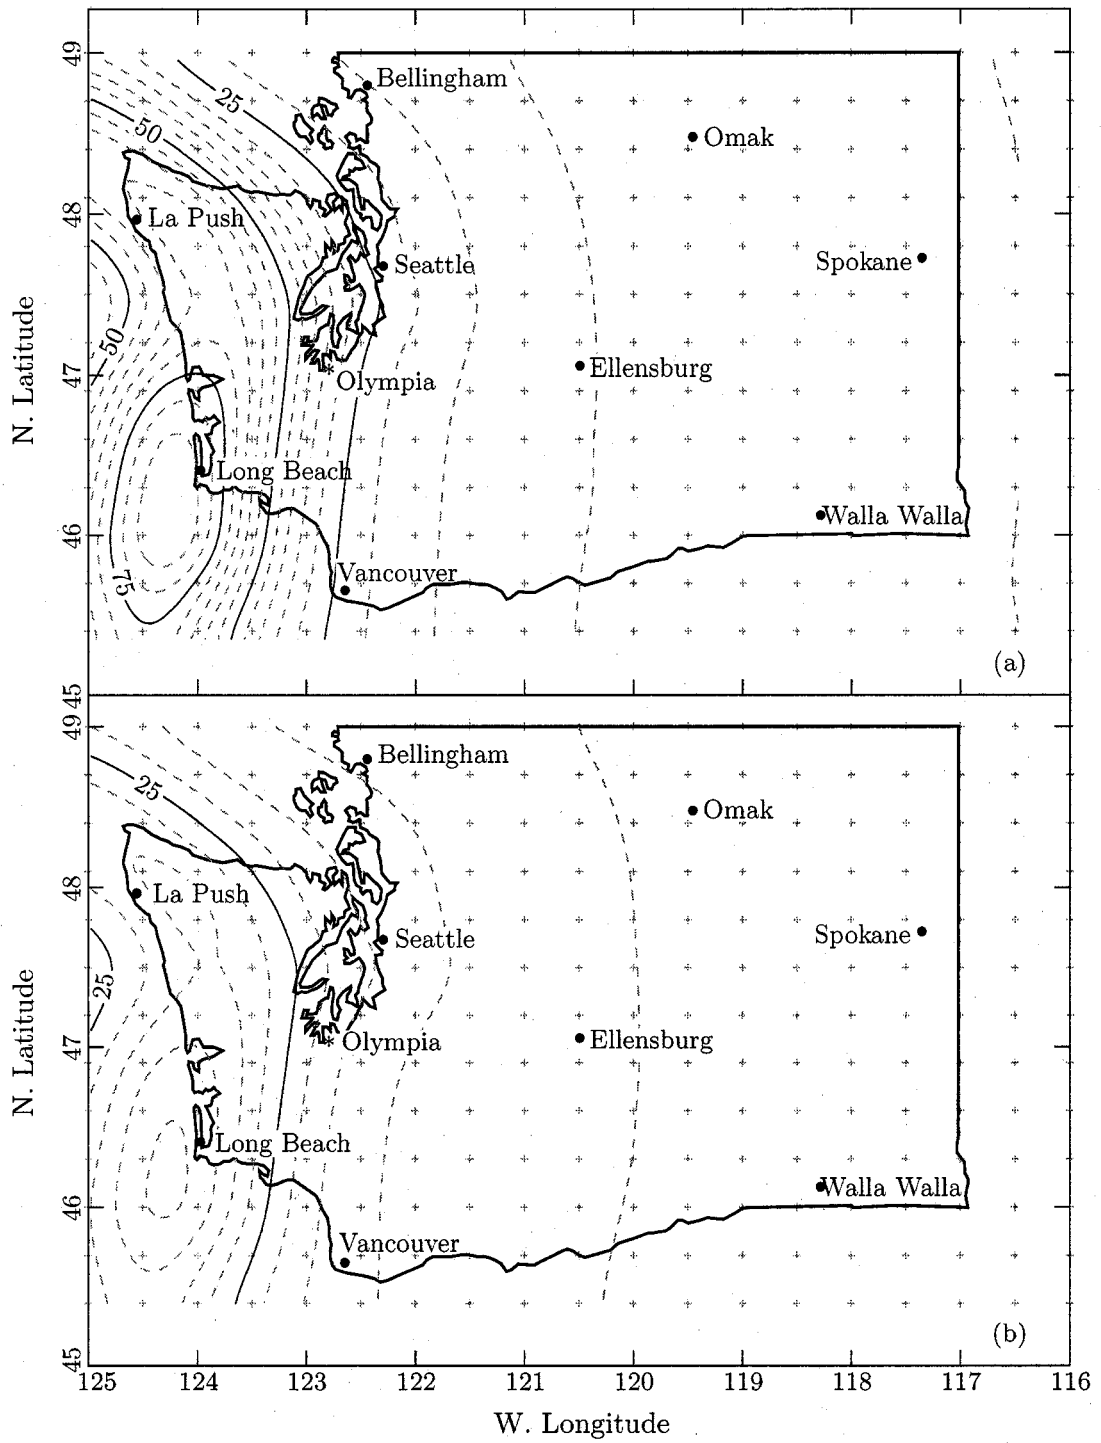 49
Bellingham
25
50
Omak
48
La Push
Seattle
Spokane
N. Latitude
50
47
Ellensburg
Olympia
Long Beach
Walla Walla
46
Vancouver
75
(a)
45
49
Bellingham
25
Omak
48
La Push
Seattle
Spokane
25
N. Latitude
47
Olympia
Ellensburg
Long Beach
Walla Walla
46
Vancouver
(b)
45
125 124 123 122 121 120 119 118 117 116
W. Longitude